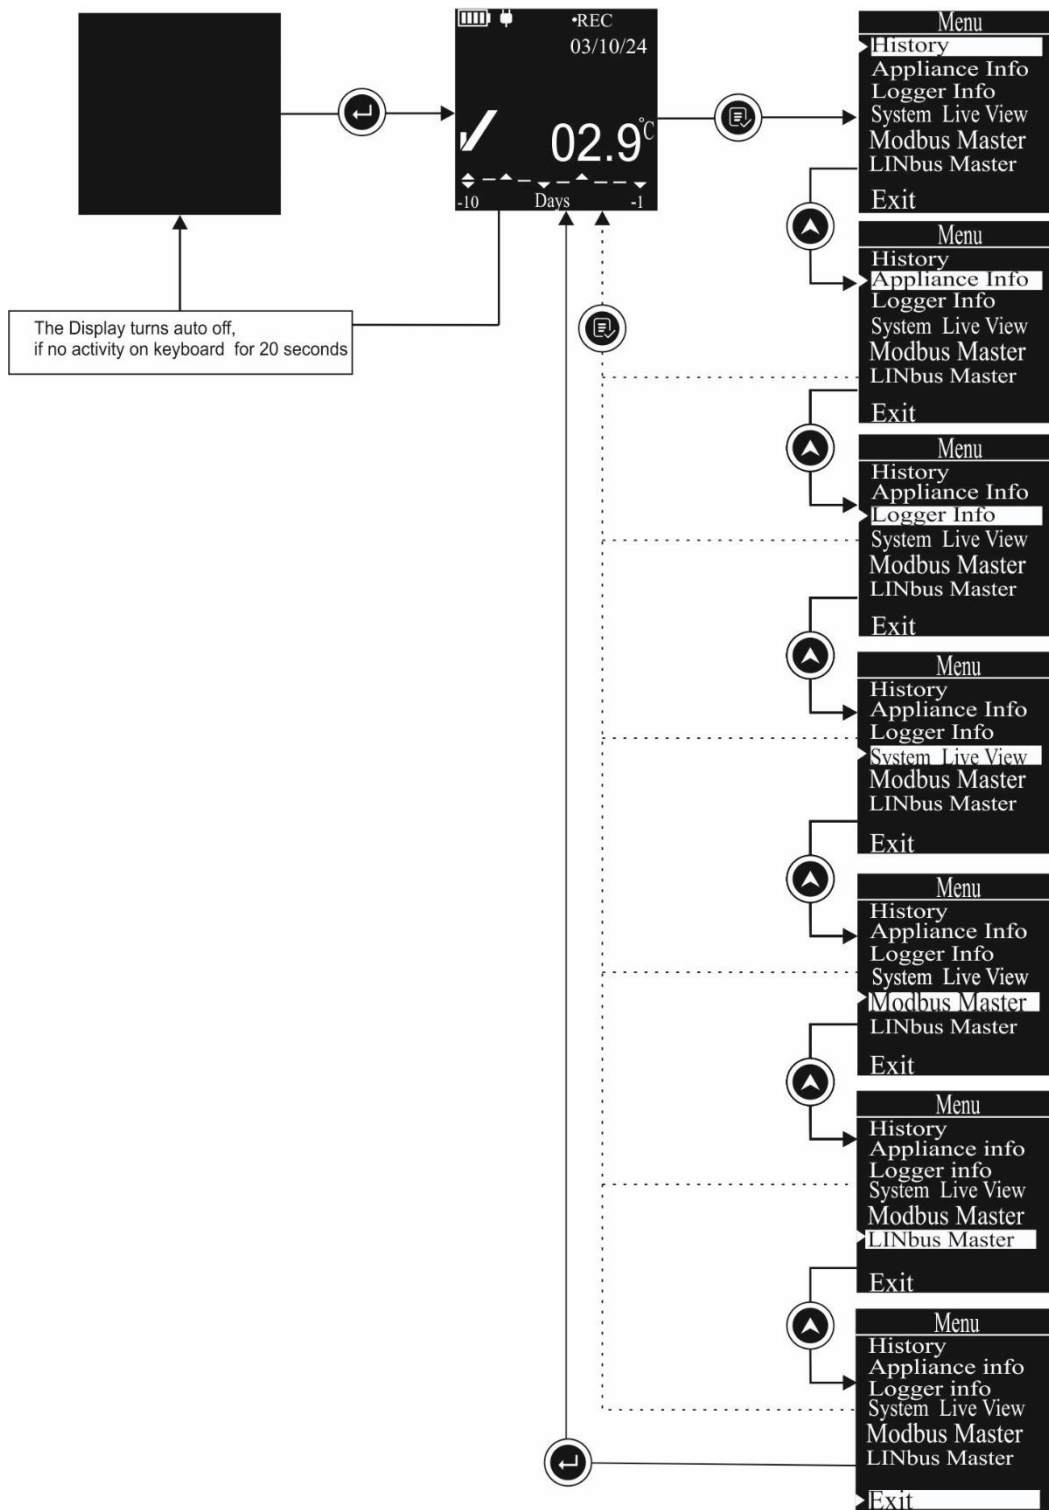 •REC
03/10/24
02.9°C
-10 Days -1
The Display turns auto off,
if no activity on keyboard for 20 seconds
Menu
History
Appliance Info
Logger Info
System Live View
Modbus Master
LINbus Master
Exit
Menu
History
Appliance Info
Logger Info
System Live View
Modbus Master
LINbus Master
Exit
Menu
History
Appliance Info
Logger Info
System Live View
Modbus Master
LINbus Master
Exit
Menu
History
Appliance Info
Logger Info
System Live View
Modbus Master
LINbus Master
Exit
Menu
History
Appliance Info
Logger Info
System Live View
Modbus Master
LINbus Master
Exit
Menu
History
Appliance info
Logger info
System Live View
Modbus Master
LINbus Master
Exit
Menu
History
Appliance info
Logger info
System Live View
Modbus Master
LINbus Master
Exit